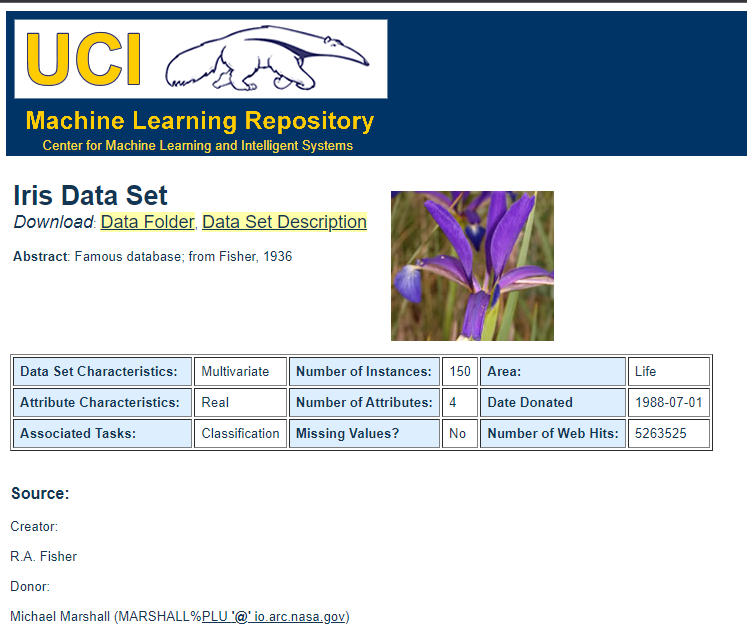 UCI
Machine Learning Repository
Center for Machine Learning and Intelligent Systems
Iris Data Set
Download: Data Folder, Data Set Description
Abstract: Famous database; from Fisher, 1936
Data Set Characteristics: Multivariate Number of Instances: 150 Area: Life
Attribute Characteristics: Real Number of Attributes: 4 Date Donated 1988-07-01
Associated Tasks: Classification Missing Values? No Number of Web Hits: 5263525
Source:
Creator:
R.A. Fisher
Donor:
Michael Marshall (MARSHALL%PLU '@' io.arc.nasa.gov)